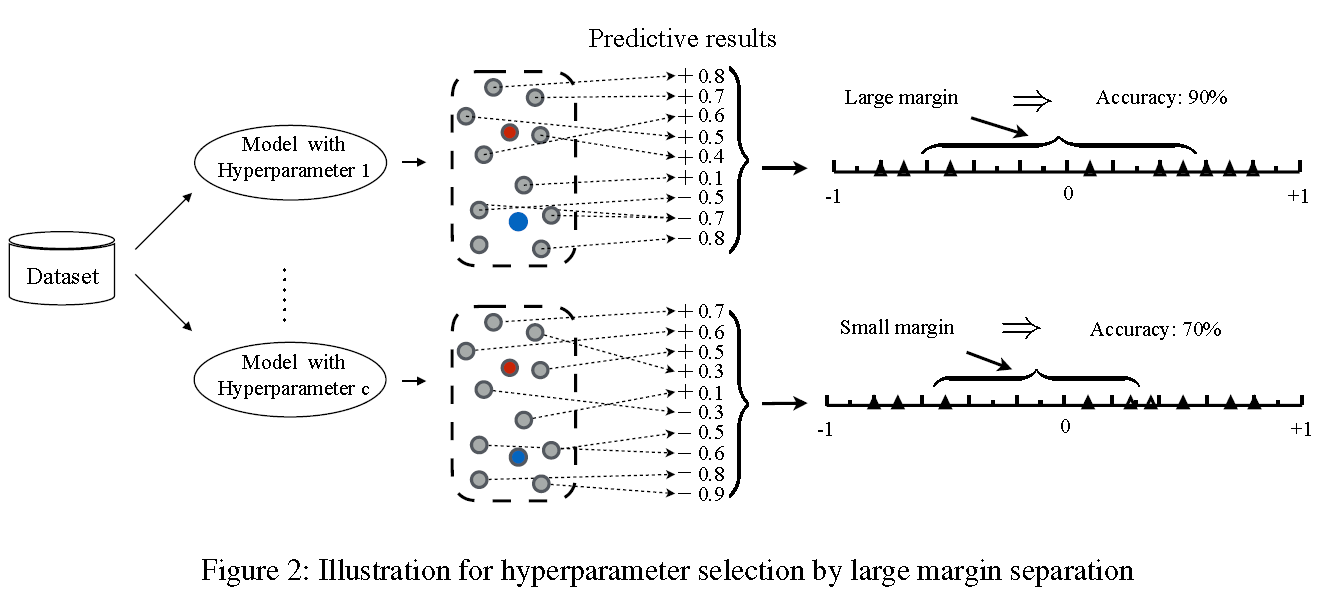 Predictive results
Dataset
Model with
Hyperparameter 1
+ 0.8
+ 0.7
+ 0.6
+ 0.5
+ 0.4
+ 0.1
− 0.5
− 0.7
− 0.8
Large margin ⇒ Accuracy: 90%
-1 0 +1
Model with
Hyperparameter c
+ 0.7
+ 0.6
+ 0.5
+ 0.3
+ 0.1
− 0.3
− 0.5
− 0.6
− 0.8
− 0.9
Small margin ⇒ Accuracy: 70%
-1 0 +1
Figure 2: Illustration for hyperparameter selection by large margin separation